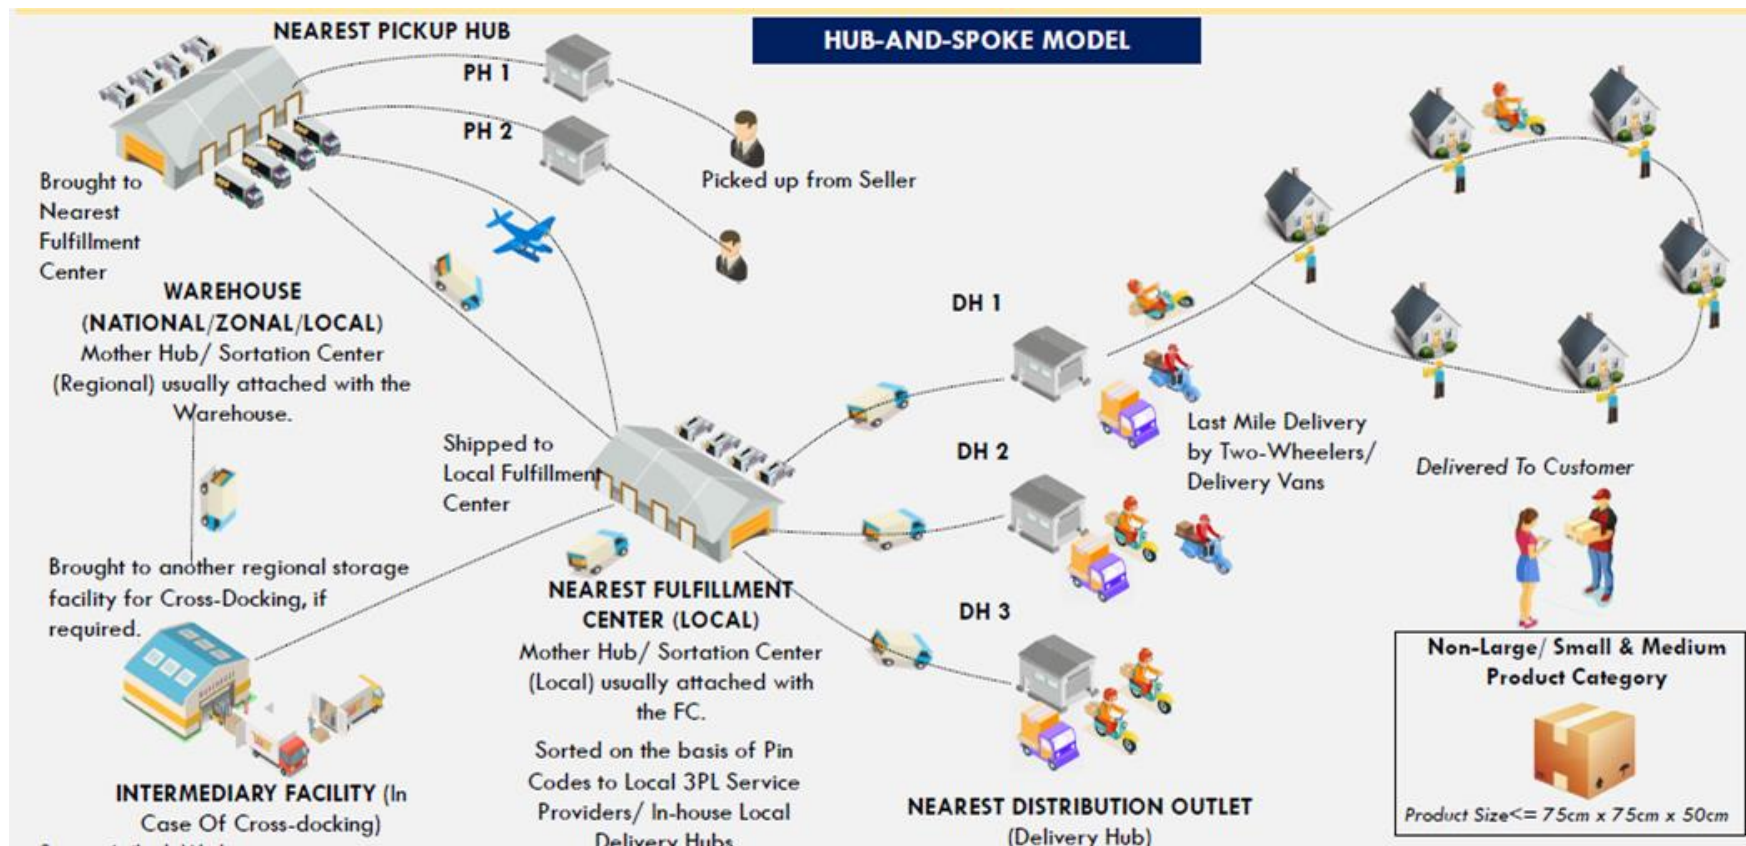 NEAREST PICKUP HUB
HUB-AND-SPOKE MODEL
PH 1
PH 2
Picked up from Seller
Brought to
Nearest
Fulfillment
Center
WAREHOUSE
(NATIONAL/ZONAL/LOCAL)
Mother Hub/ Sortation Center
(Regional) usually attached with the
Warehouse.
Shipped to
Local Fulfillment
Center
DH 1
Last Mile Delivery
by Two-Wheelers/
Delivery Vans
DH 2
Delivered To Customer
Brought to another regional storage
facility for Cross-Docking, if
required.
NEAREST FULFILLMENT
CENTER (LOCAL)
Mother Hub/ Sortation Center
(Local) usually attached with
the FC.
Sorted on the basis of Pin
Codes to Local 3PL Service
Providers/ In-house Local
Delivery Hubs
DH 3
Non-Large/ Small & Medium
Product Category
Product Size<= 75cm x 75cm x 50cm
INTERMEDIARY FACILITY (In
Case Of Cross-docking)
NEAREST DISTRIBUTION OUTLET
(Delivery Hub)